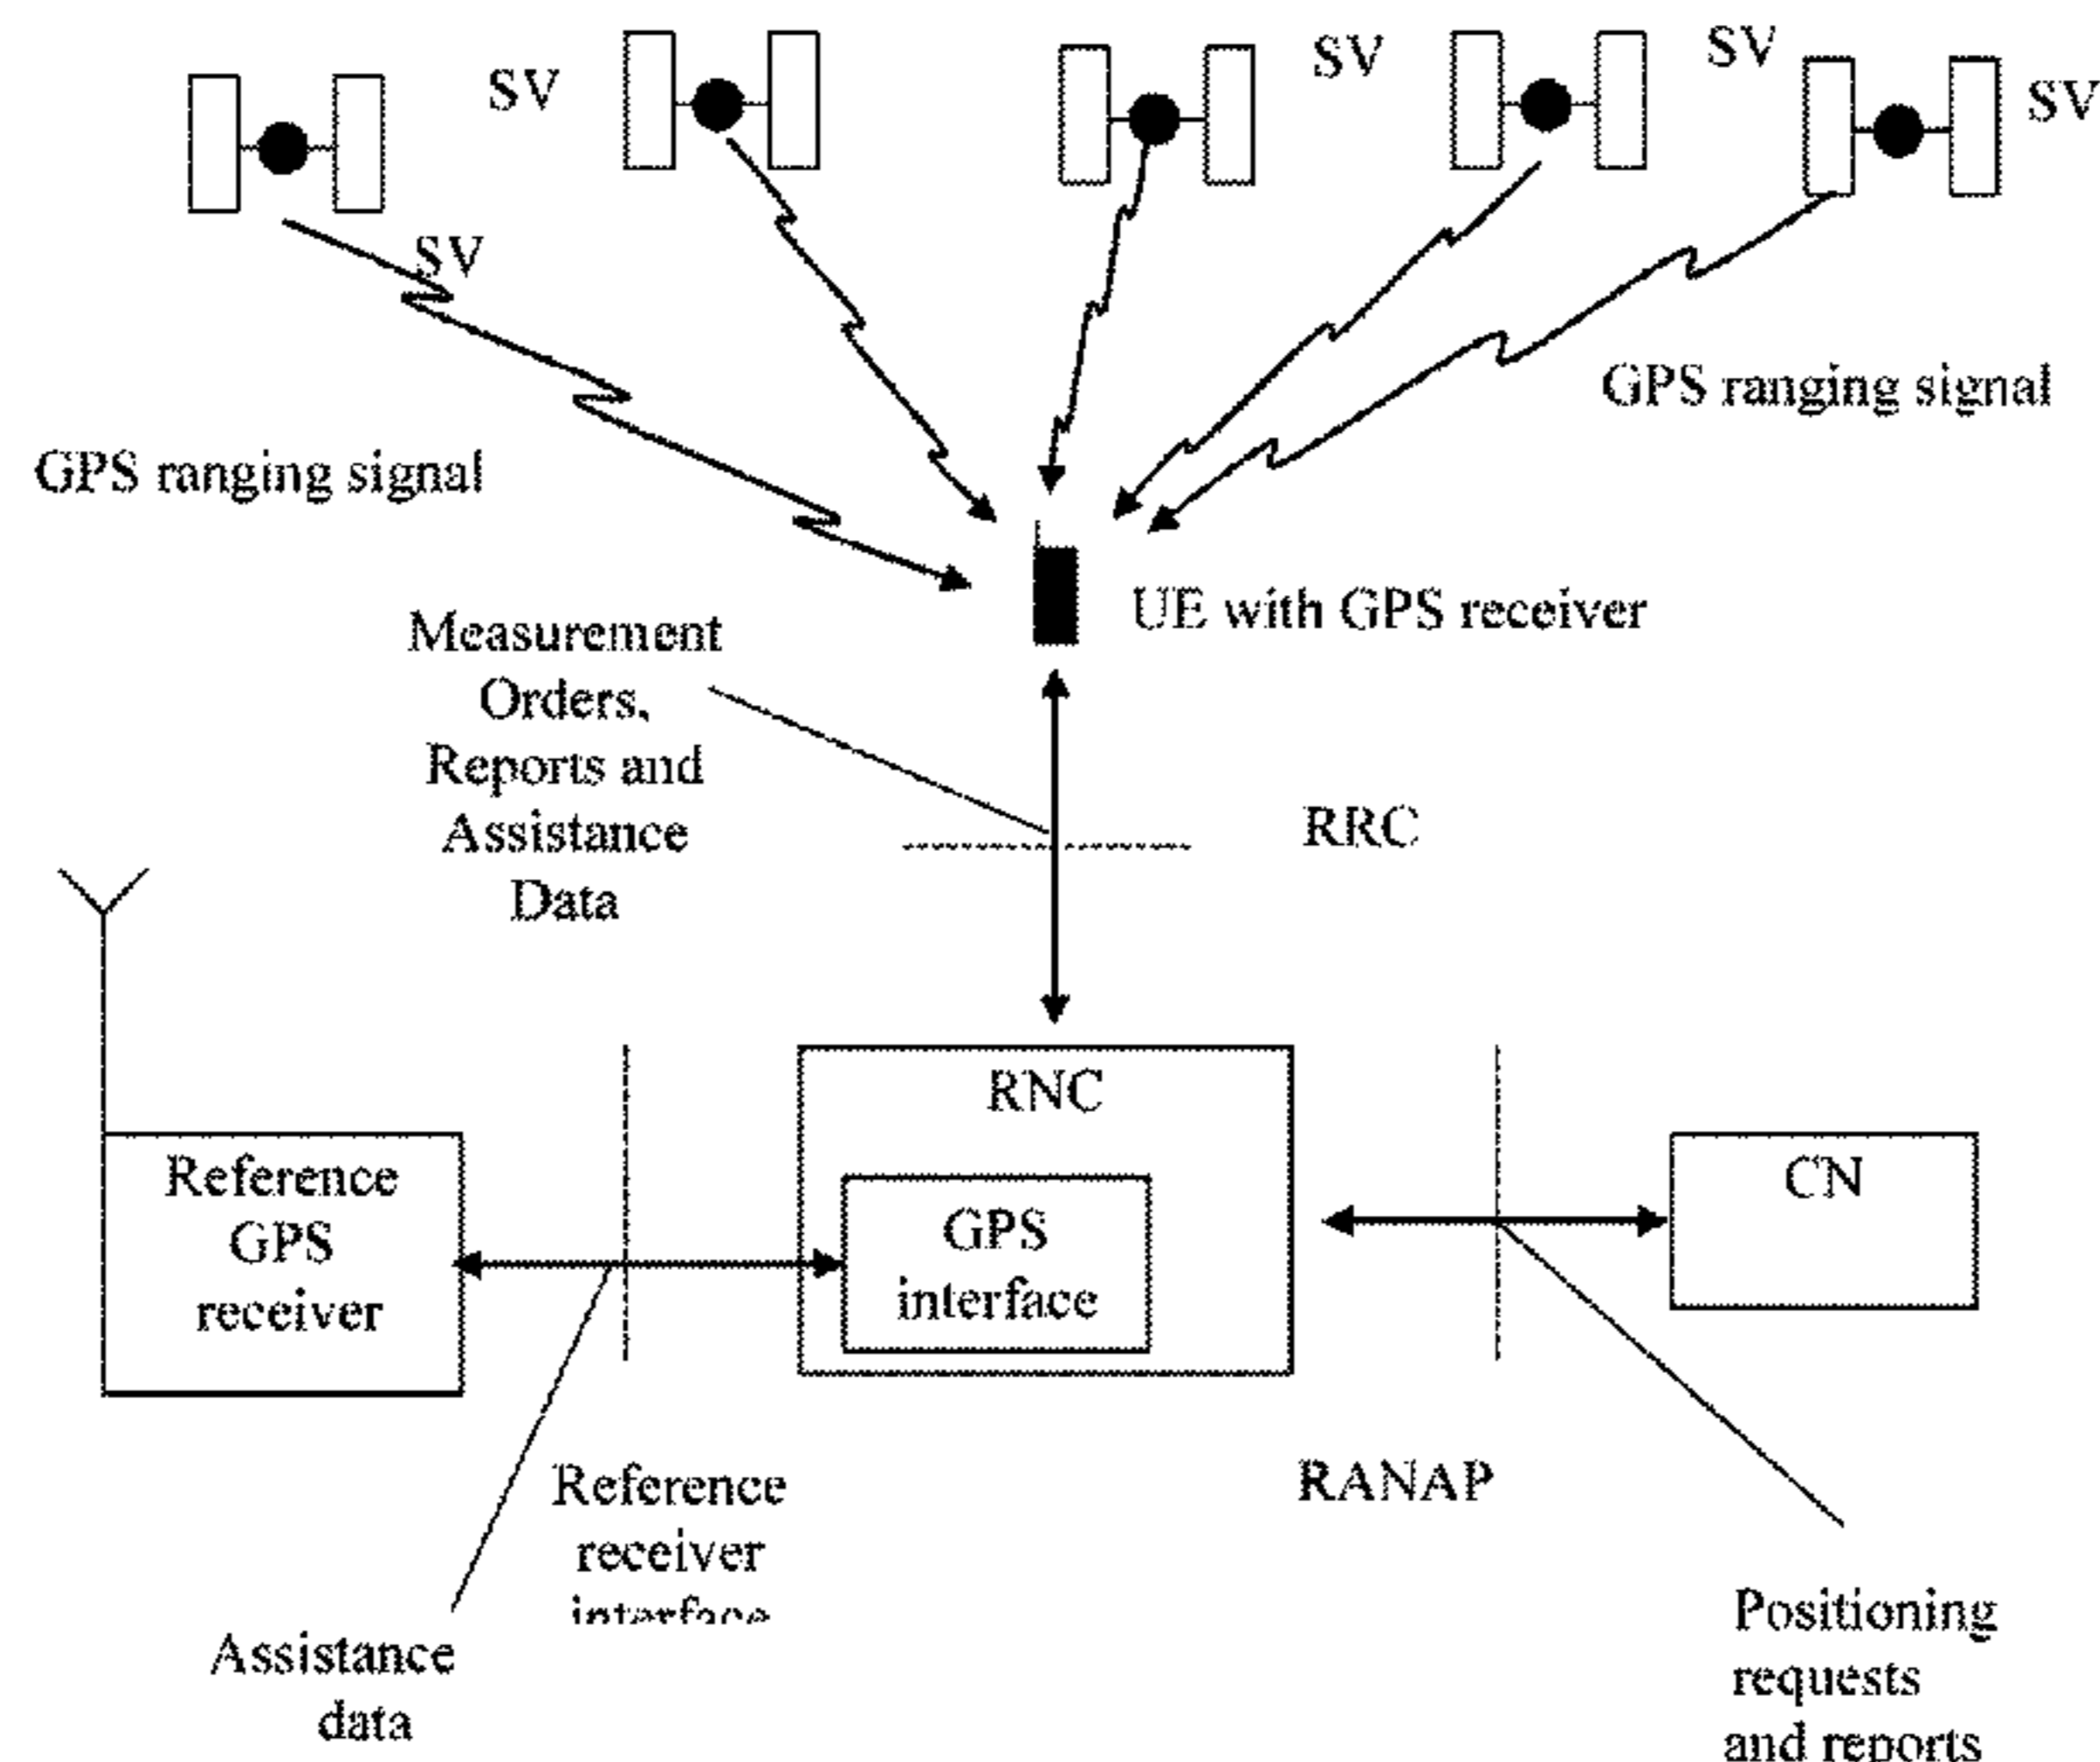 SV
SV
SV
SV
SV
GPS ranging signal
GPS ranging signal
UE with GPS receiver
Measurement
Orders,
Reports and
Assistance
Data
RRC
RNC
Reference
GPS
receiver
GPS
interface
CN
Reference
receiver
interface
RANAP
Assistance
data
Positioning
requests
and reports